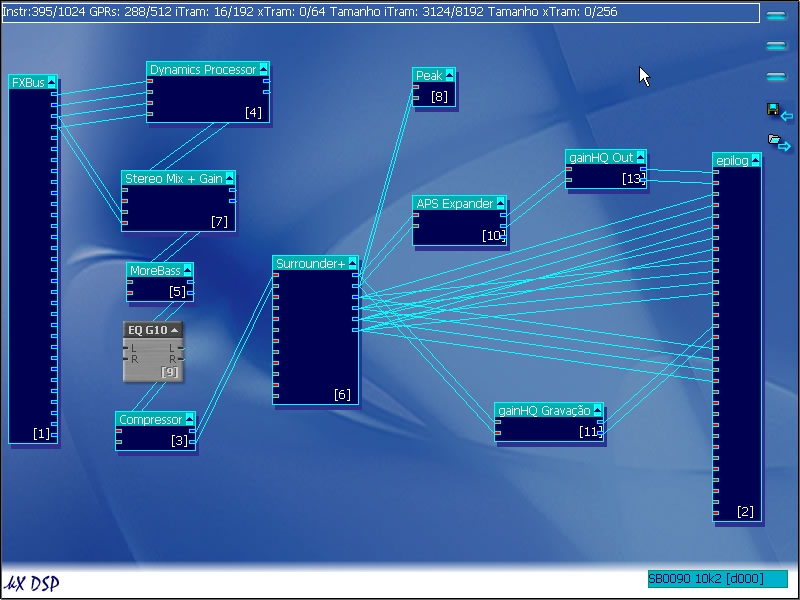 Instr:395/1024 GPRs: 288/512 iTram: 16/192 xTram: 0/64 Tamanho iTram: 3124/8192 Tamanho xTram: 0/256
FXBus
[1]
Dynamics Processor
[4]
Peak
[8]
gainHQ Out
[13]
epilog
[2]
Stereo Mix + Gain
[7]
APS Expander
[10]
MoreBass
[5]
Surrounder+
[6]
EQ G10
L L
R R
[9]
Compressor
[3]
gainHQ Gravação
[11]
µX DSP
SB0090 10k2 [d000]